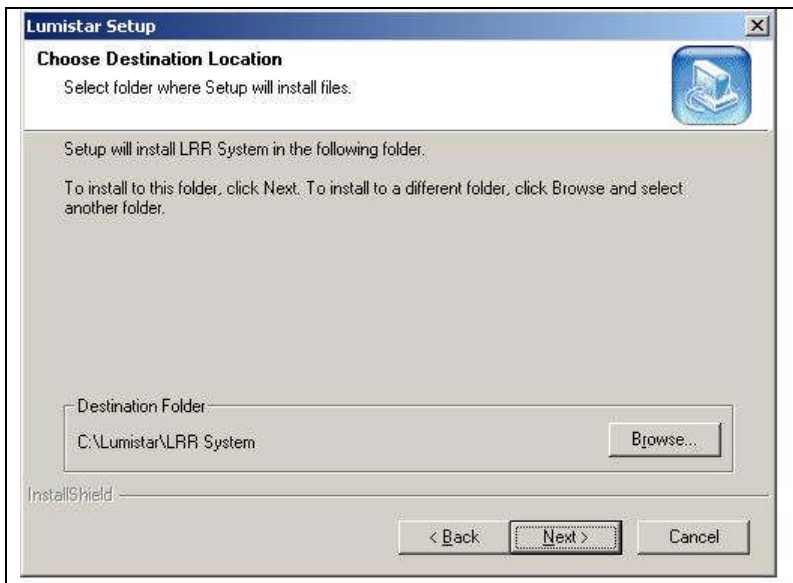 Lumistar Setup
Choose Destination Location
Select folder where Setup will install files.
Setup will install LRR System in the following folder.
To install to this folder, click Next. To install to a different folder, click Browse and select
another folder.
Destination Folder
C:\Lumistar\LRR System
Browse...
InstallShield
< Back
Next >
Cancel